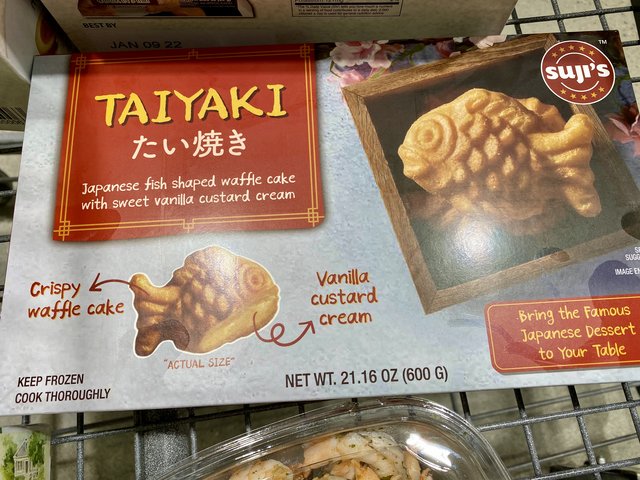 BEST BY
JAN 09 22
TAIYAKI
たい焼き
Japanese fish shaped waffle cake
with sweet vanilla custard cream
suji's
TM
Crispy
waffle cake
Vanilla
custard
cream
"ACTUAL SIZE"
Bring the Famous
Japanese Dessert
to Your Table
KEEP FROZEN
COOK THOROUGHLY
NET WT. 21.16 OZ (600 G)